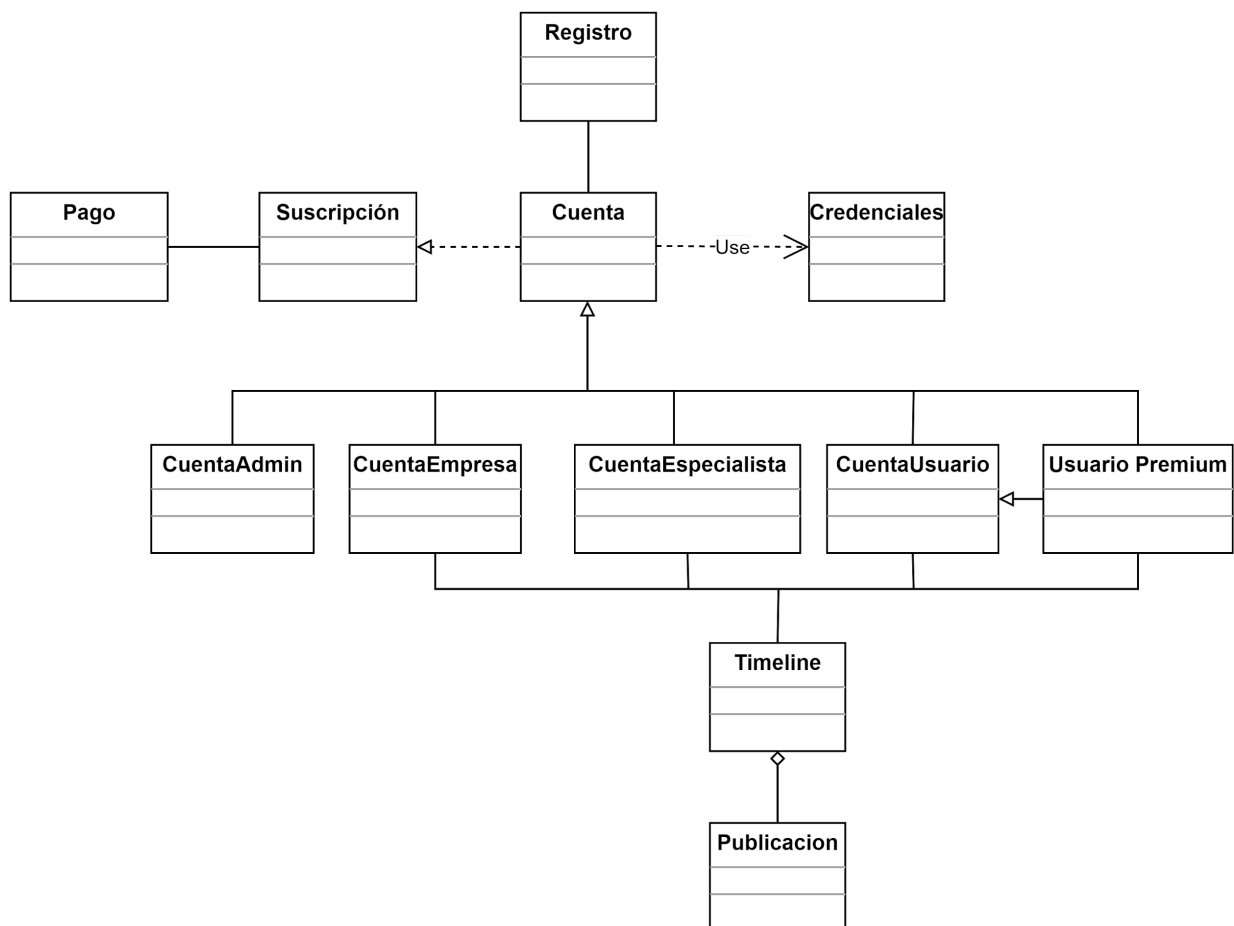 Registro
Pago
Suscripción
Cuenta
Credenciales
Use
CuentaAdmin
CuentaEmpresa
CuentaEspecialista
CuentaUsuario
Usuario Premium
Timeline
Publicacion